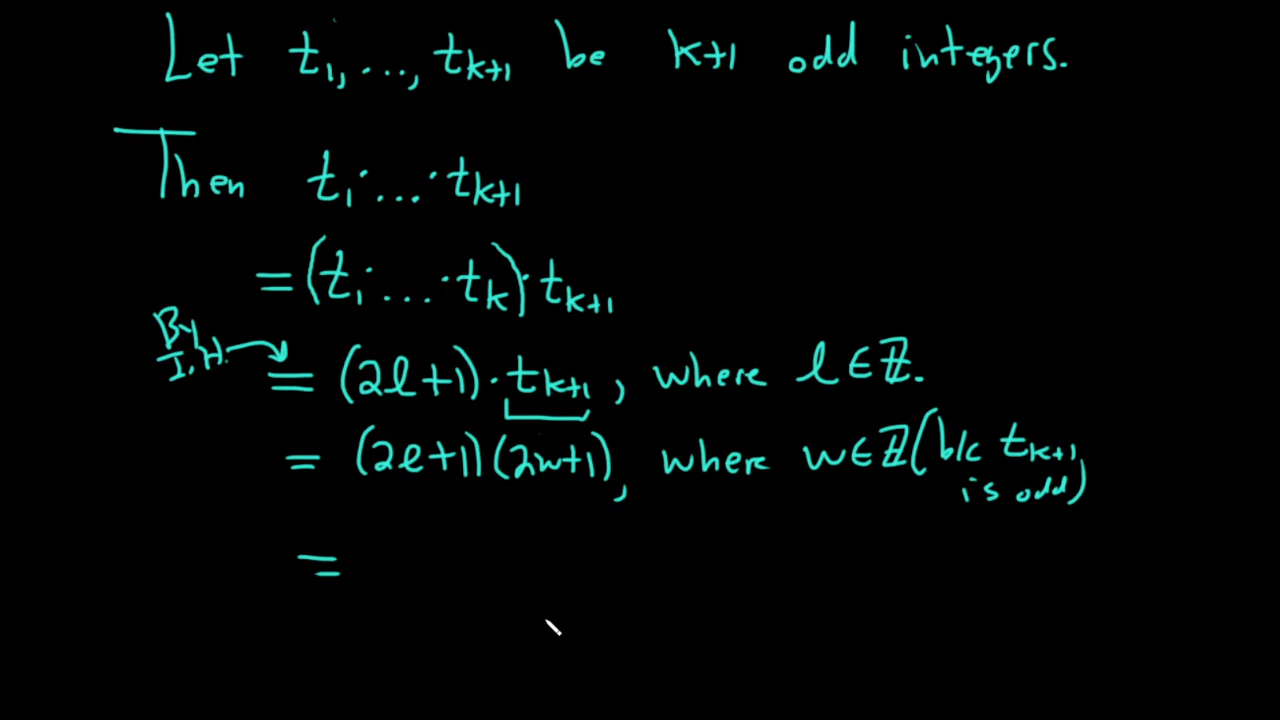 Let t₁,...,tₖ₊₁ be k+1 odd integers.
Then t₁·...·tₖ₊₁
=(t₁·...·tₖ)·tₖ₊₁
By
I.H.
= (2l+1)·tₖ₊₁, where l∈ℤ.
= (2l+1)(2w+1), where w∈ℤ(b/c tₖ₊₁
is odd)
=